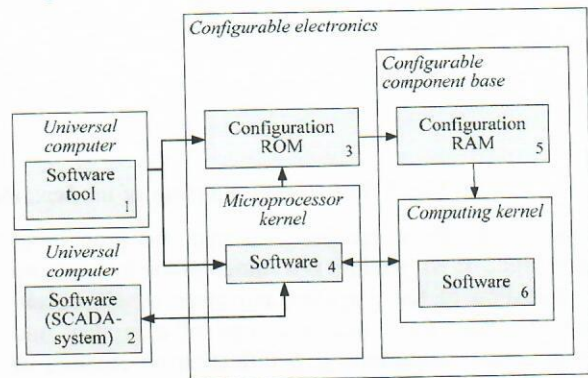 Configurable electronics
Configurable
component base
Universal
computer
Software
tool
1
Configuration
ROM
3
Configuration
RAM
5
Microprocessor
kernel
Software
4
Computing kernel
Software
6
Universal
computer
Software
(SCADA-
system)
2